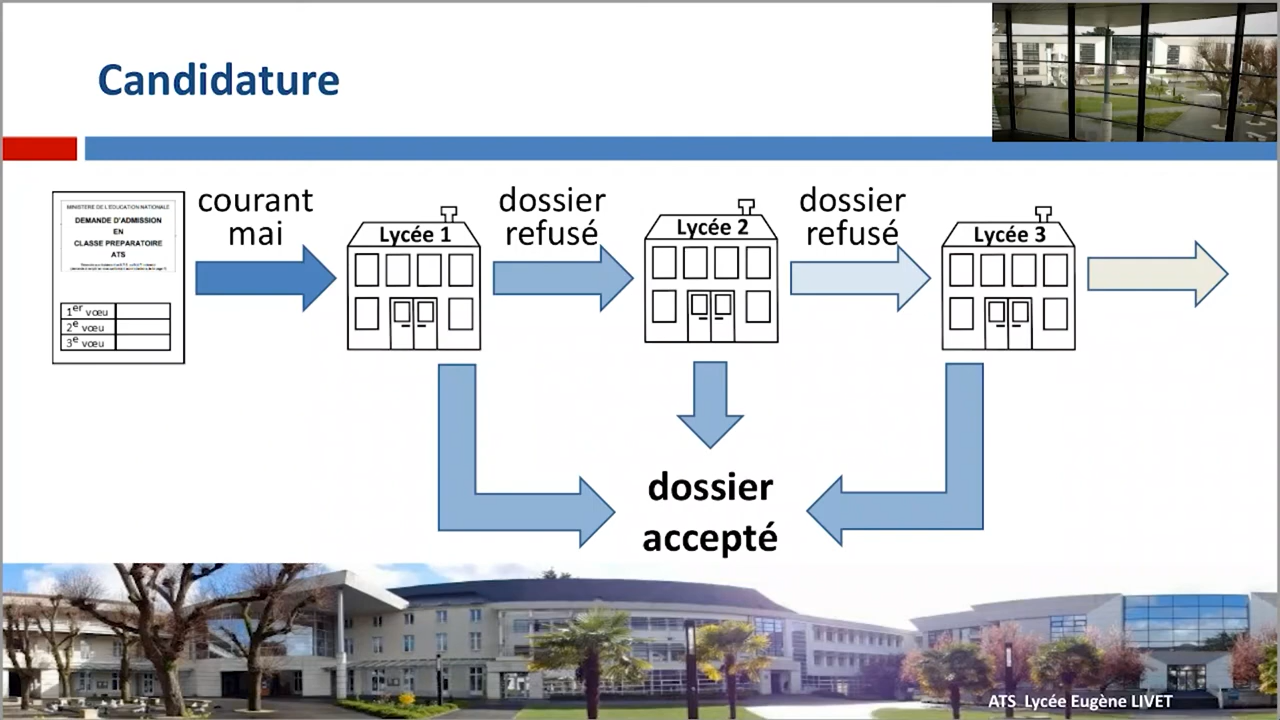 Candidature
MINISTERE DE L'EDUCATION NATIONALE
DEMANDE D'ADMISSION
EN
CLASSE PREPARATOIRE
ATS
1er vœu
2e vœu
3e vœu
courant
mai
Lycée 1
dossier
refusé
Lycée 2
dossier
refusé
Lycée 3
dossier
accepté
ATS Lycée Eugène LIVET